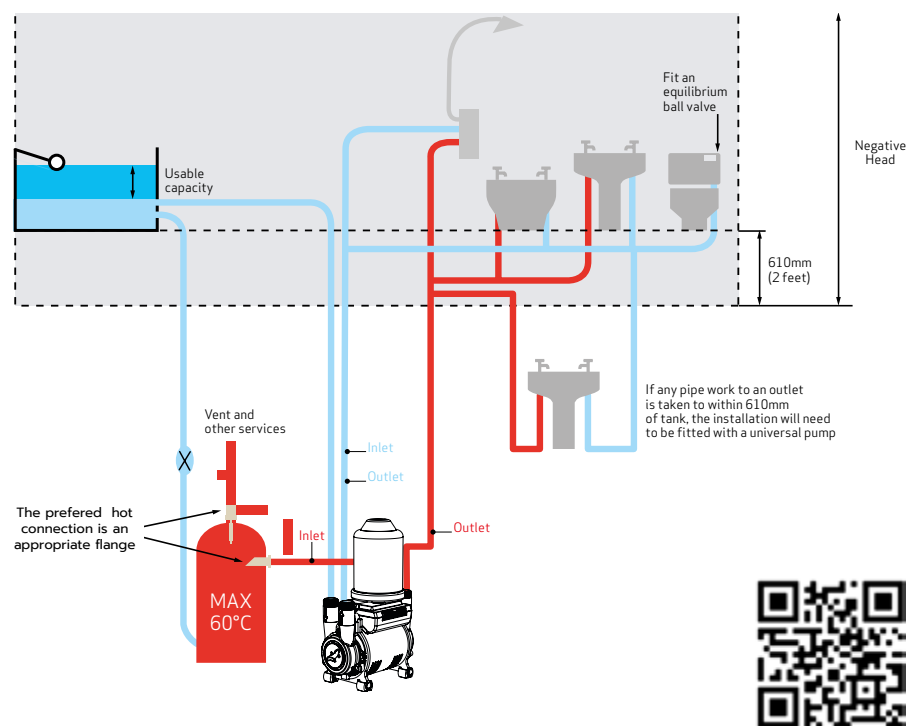 Fit an
equilibrium
ball valve
Negative
Head
Usable
capacity
610mm
(2 feet)
If any pipe work to an outlet
is taken to within 610mm
of tank, the installation will need
to be fitted with a universal pump
Vent and
other services
Inlet
Outlet
The prefered hot
connection is an
appropriate flange
Inlet
Outlet
MAX
60°C